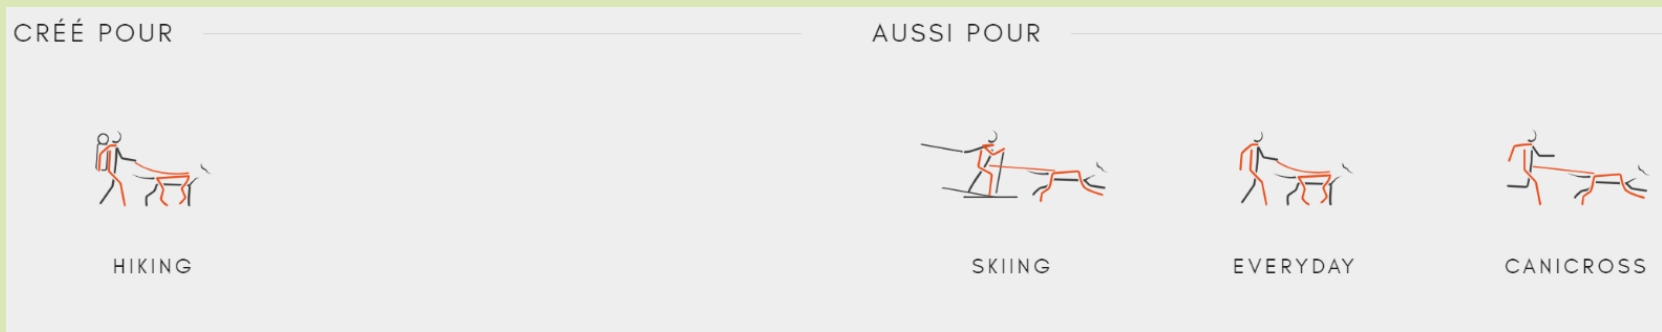 CRÉÉ POUR
AUSSI POUR
HIKING
SKIING
EVERYDAY
CANICROSS